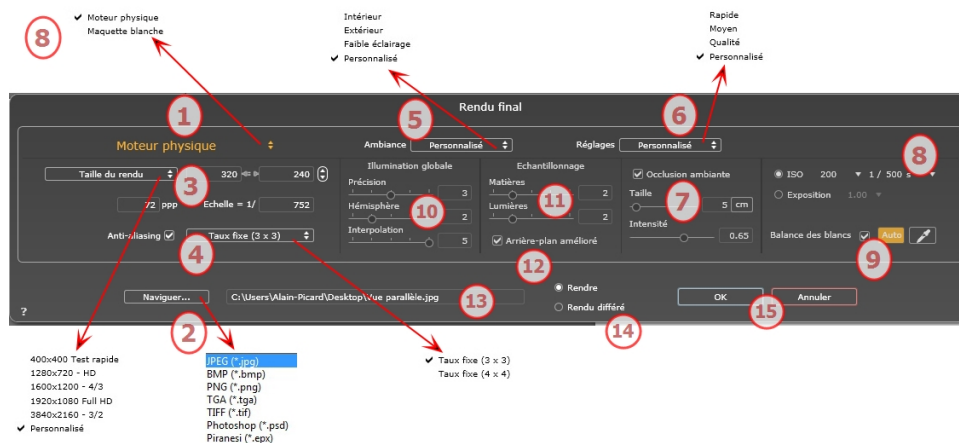 8
✔ Moteur physique
Maquette blanche
Intérieur
Extérieur
Faible éclairage
✔ Personnalisé
Rapide
Moyen
Qualité
✔ Personnalisé
Rendu final
1
5
6
Moteur physique
Ambiance Personnalisé
Réglages Personnalisé
8
Taille du rendu 3 320 240
72 ppp Echelle = 1/ 752
Anti-aliasing Taux fixe (3 x 3)
4
Illumination globale
Précision 3
Hémisphère 2
10
Interpolation 5
Echantillonnage
Matières 2
11
Lumières 2
Arrière-plan amélioré
12
Occlusion ambiante
Taille 7 5 cm
Intensité
0.65
ISO 200 1 / 500 s
Exposition 1.00
Balance des blancs Auto
9
Naviguer... C:\Users\Alain-Picard\Desktop\Vue parallèle.jpg 13
Rendre
Rendu différé
14
OK 15 Annuler
?
2
400x400 Test rapide
1280x720 - HD
1600x1200 - 4/3
1920x1080 Full HD
3840x2160 - 3/2
✔ Personnalisé
JPEG (*.jpg)
BMP (*.bmp)
PNG (*.png)
TGA (*.tga)
TIFF (*.tif)
Photoshop (*.psd)
Piranesi (*.epx)
✔ Taux fixe (3 x 3)
Taux fixe (4 x 4)